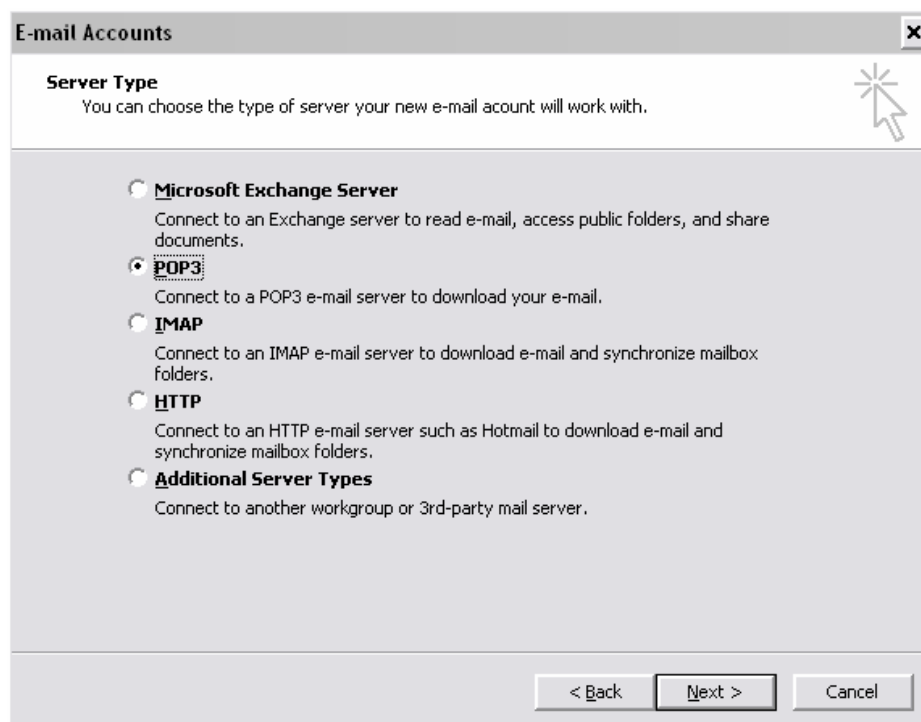 E-mail Accounts
Server Type
You can choose the type of server your new e-mail acount will work with.
Microsoft Exchange Server
Connect to an Exchange server to read e-mail, access public folders, and share
documents.
POP3
Connect to a POP3 e-mail server to download your e-mail.
IMAP
Connect to an IMAP e-mail server to download e-mail and synchronize mailbox
folders.
HTTP
Connect to an HTTP e-mail server such as Hotmail to download e-mail and
synchronize mailbox folders.
Additional Server Types
Connect to another workgroup or 3rd-party mail server.
< Back Next > Cancel